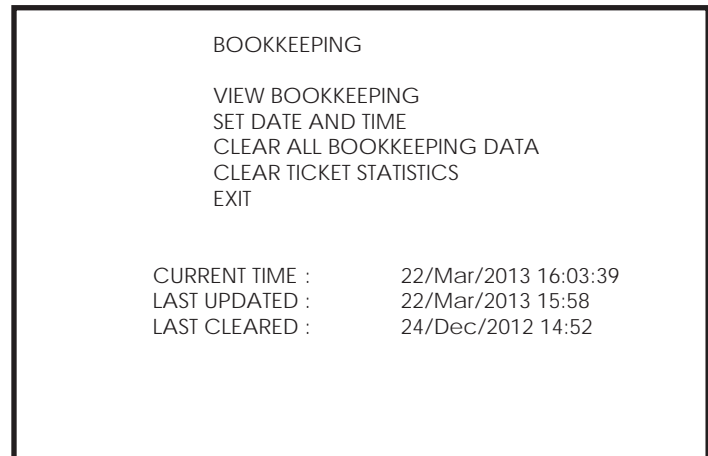 BOOKKEEPING
VIEW BOOKKEEPING
SET DATE AND TIME
CLEAR ALL BOOKKEEPING DATA
CLEAR TICKET STATISTICS
EXIT
CURRENT TIME : 22/Mar/2013 16:03:39
LAST UPDATED : 22/Mar/2013 15:58
LAST CLEARED : 24/Dec/2012 14:52